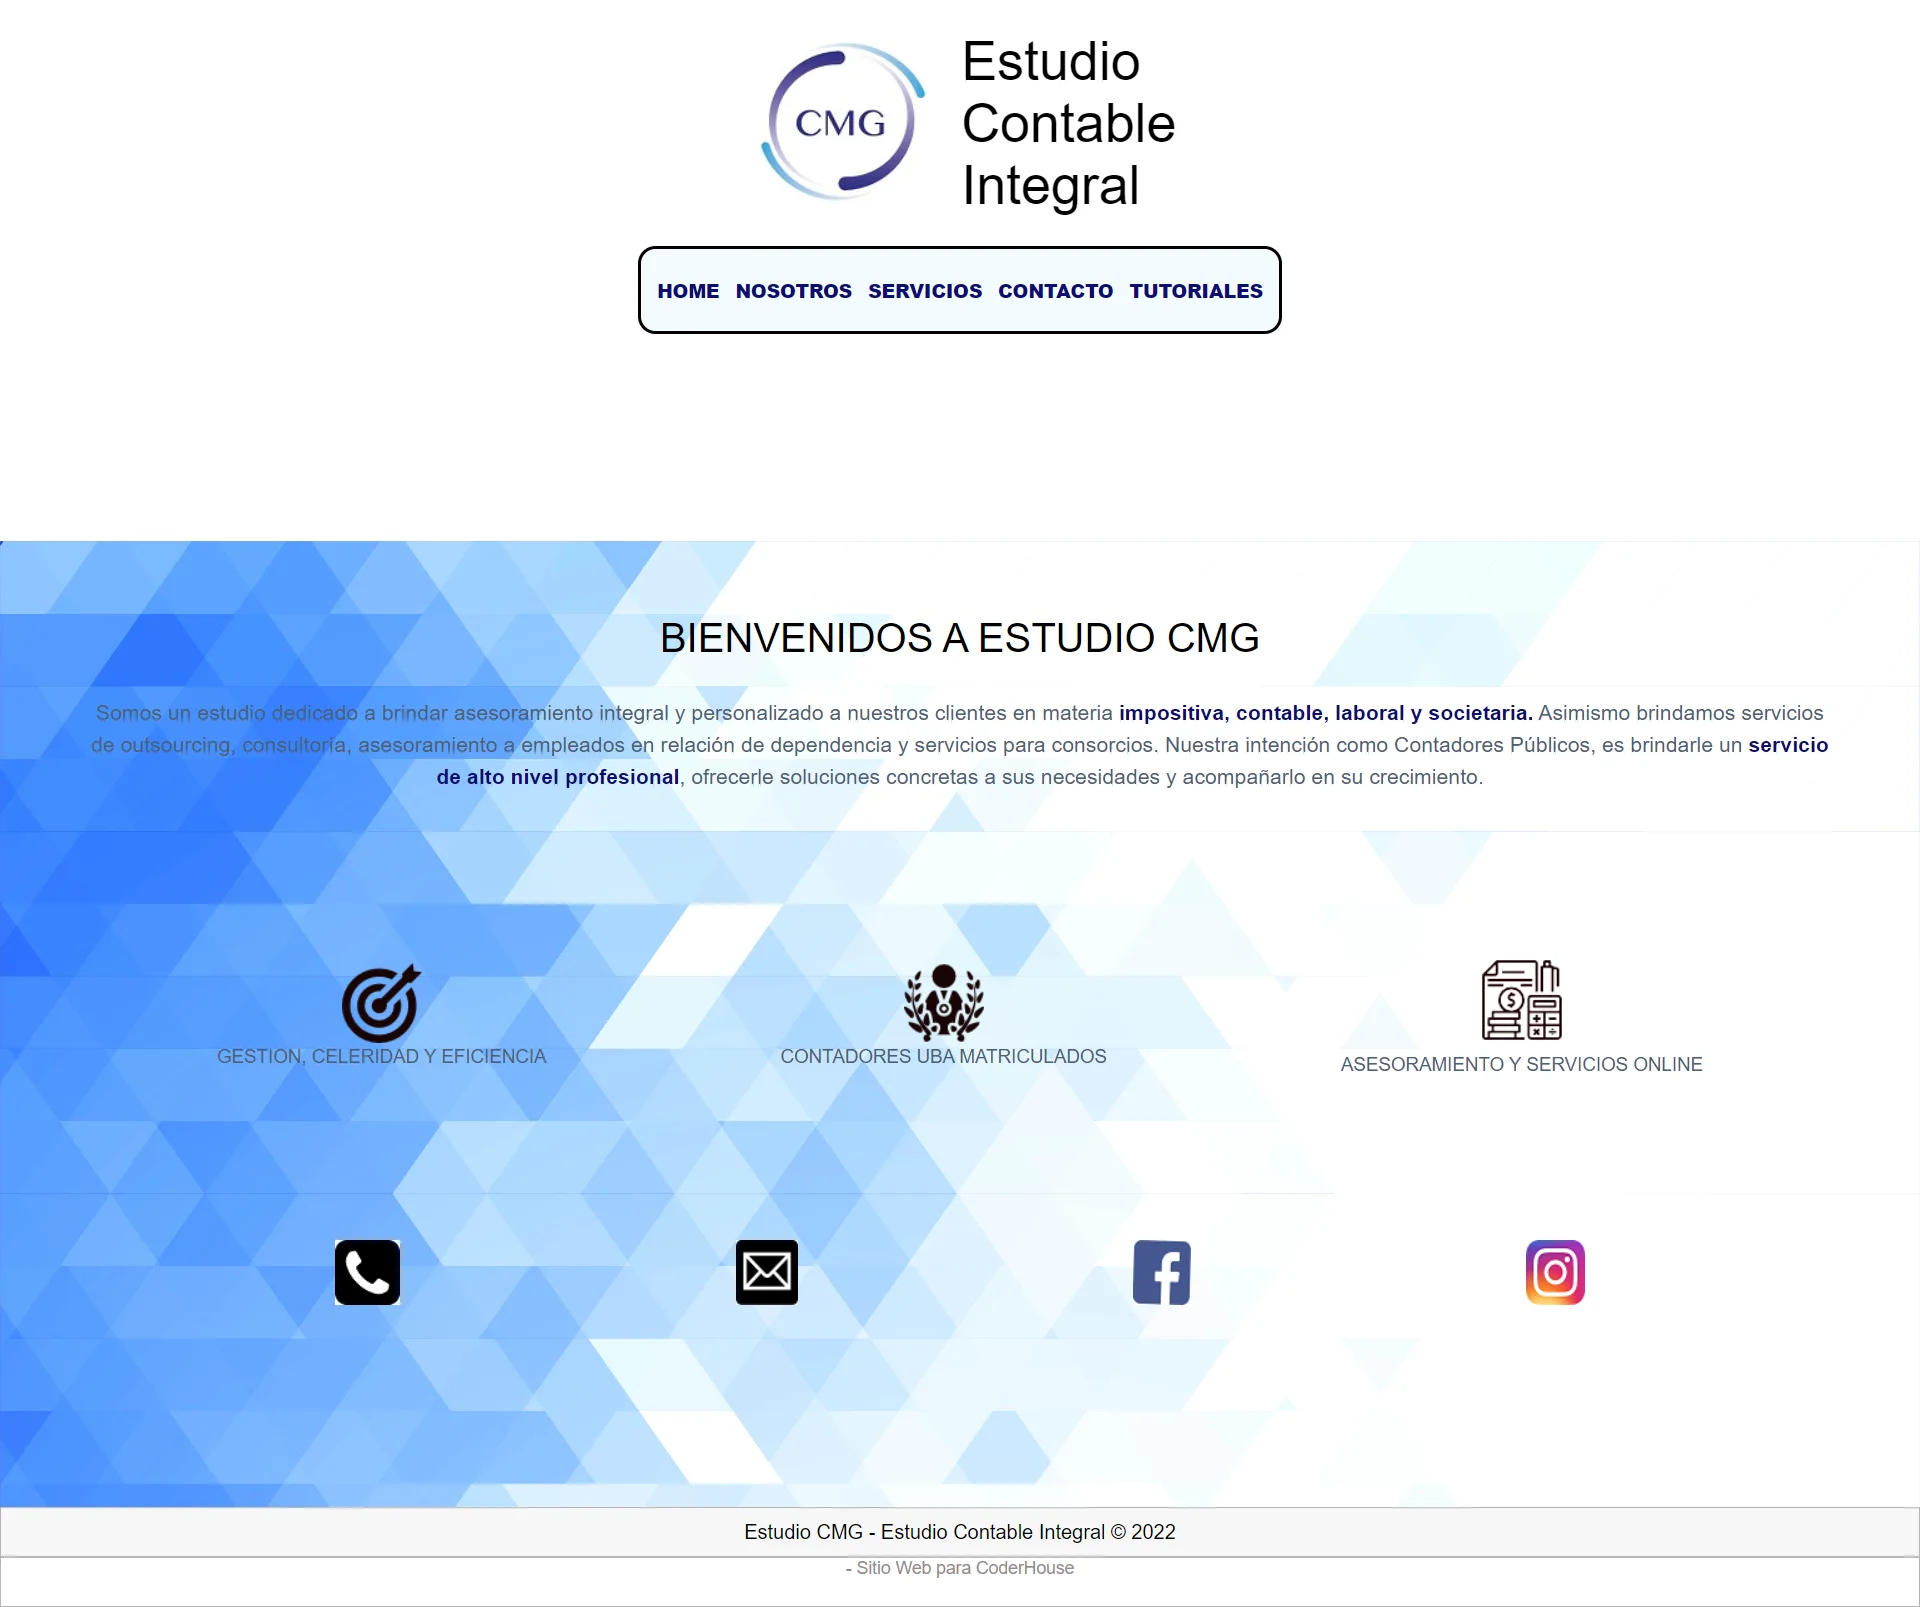 CMG
Estudio
Contable
Integral
HOME NOSOTROS SERVICIOS CONTACTO TUTORIALES
BIENVENIDOS A ESTUDIO CMG
Somos un estudio dedicado a brindar asesoramiento integral y personalizado a nuestros clientes en materia impositiva, contable, laboral y societaria. Asimismo brindamos servicios
de outsourcing, consultoría, asesoramiento a empleados en relación de dependencia y servicios para consorcios. Nuestra intención como Contadores Públicos, es brindarle un servicio
de alto nivel profesional, ofrecerle soluciones concretas a sus necesidades y acompañarlo en su crecimiento.
GESTION, CELERIDAD Y EFICIENCIA
CONTADORES UBA MATRICULADOS
ASESORAMIENTO Y SERVICIOS ONLINE
Estudio CMG - Estudio Contable Integral © 2022
- Sitio Web para CoderHouse